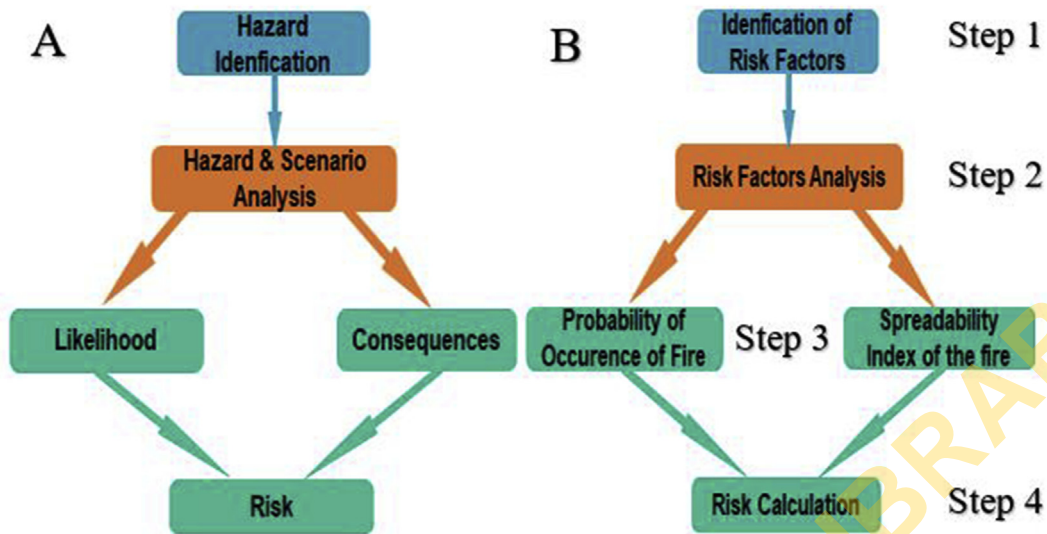 A
Hazard
Idenfication
B
Idenfication of
Risk Factors
Step 1
Hazard & Scenario
Analysis
Risk Factors Analysis
Step 2
Likelihood
Consequences
Probability of
Occurence of Fire
Step 3
Spreadability
Index of the fire
Risk
Risk Calculation
Step 4